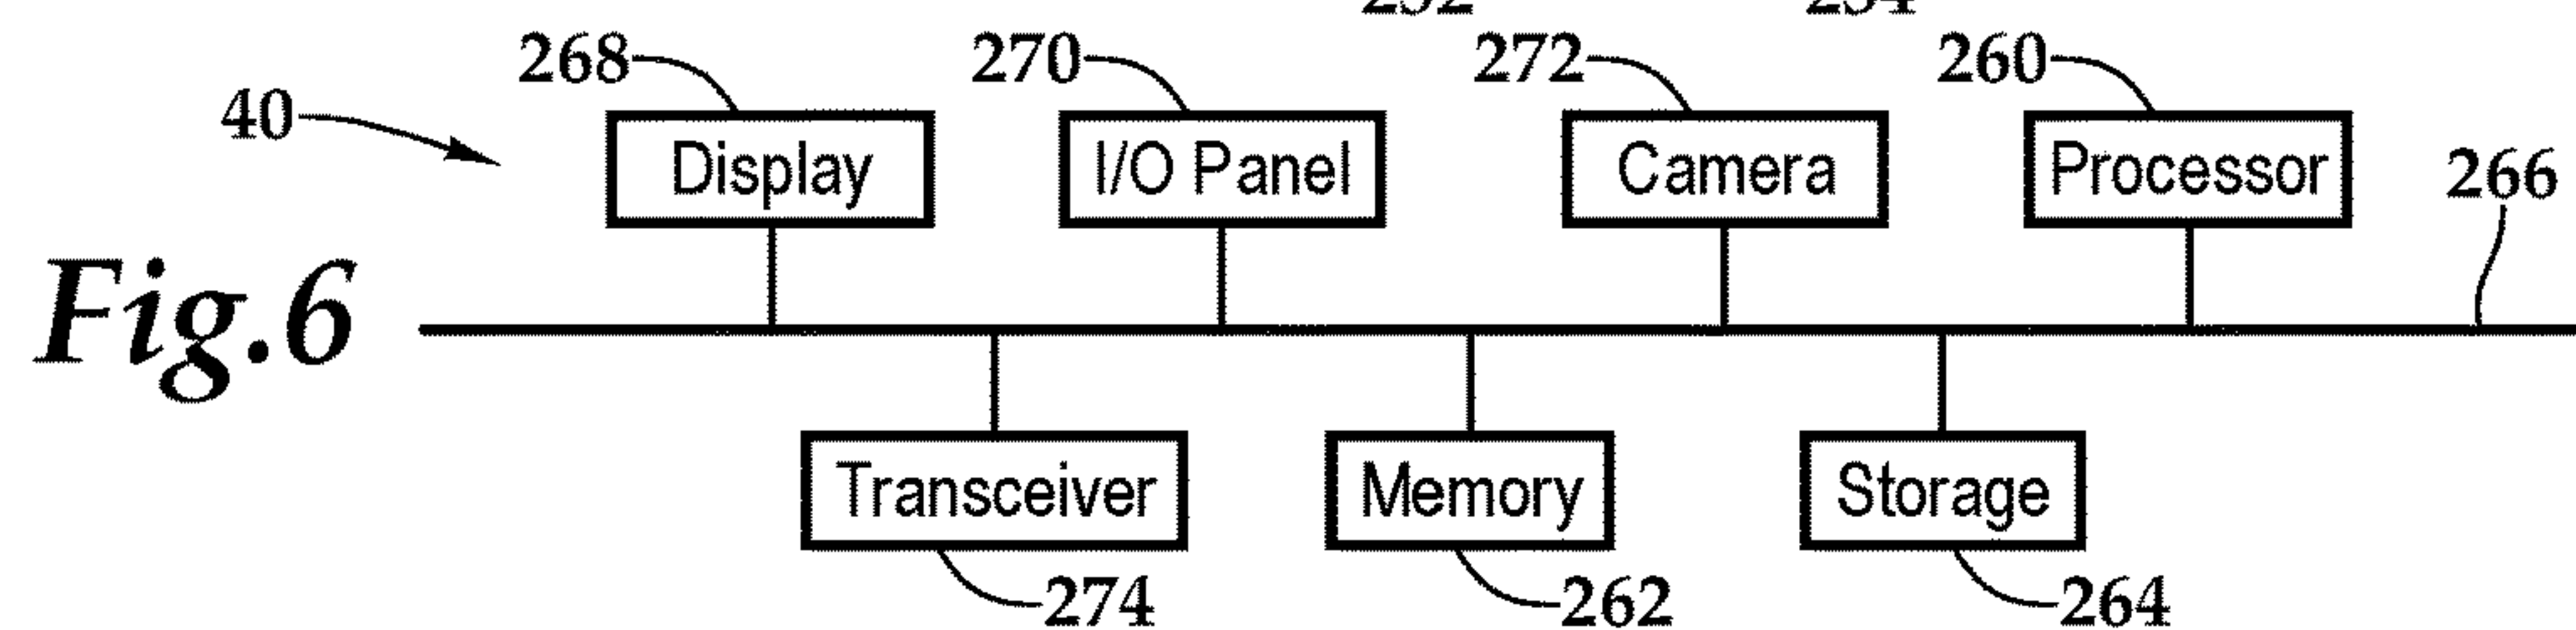 268 270 272 260
40
Display I/O Panel Camera Processor
266
Fig.6
Transceiver Memory Storage
274 262 264